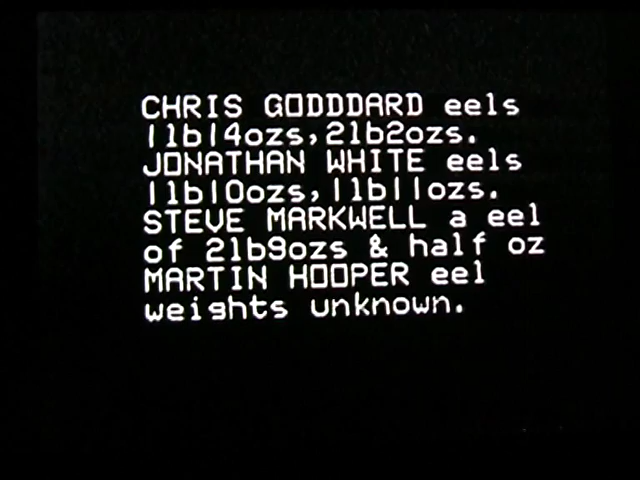 CHRIS GODDDARD eels
1lb14ozs,2lb2ozs.
JONATHAN WHITE eels
1lb10ozs,1lb11ozs.
STEVE MARKWELL a eel
of 2lb9ozs & half oz
MARTIN HOOPER eel
weights unknown.